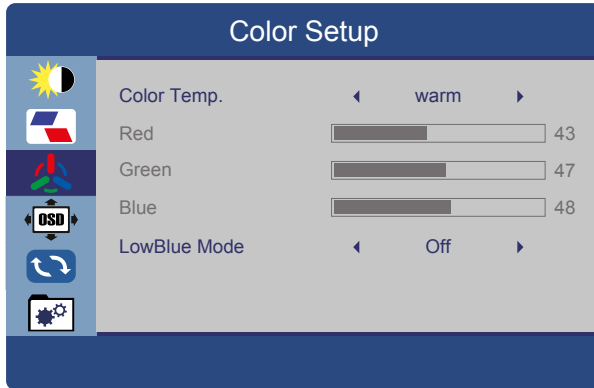 Color Setup
Color Temp. warm
Red 43
Green 47
Blue 48
OSD
LowBlue Mode Off